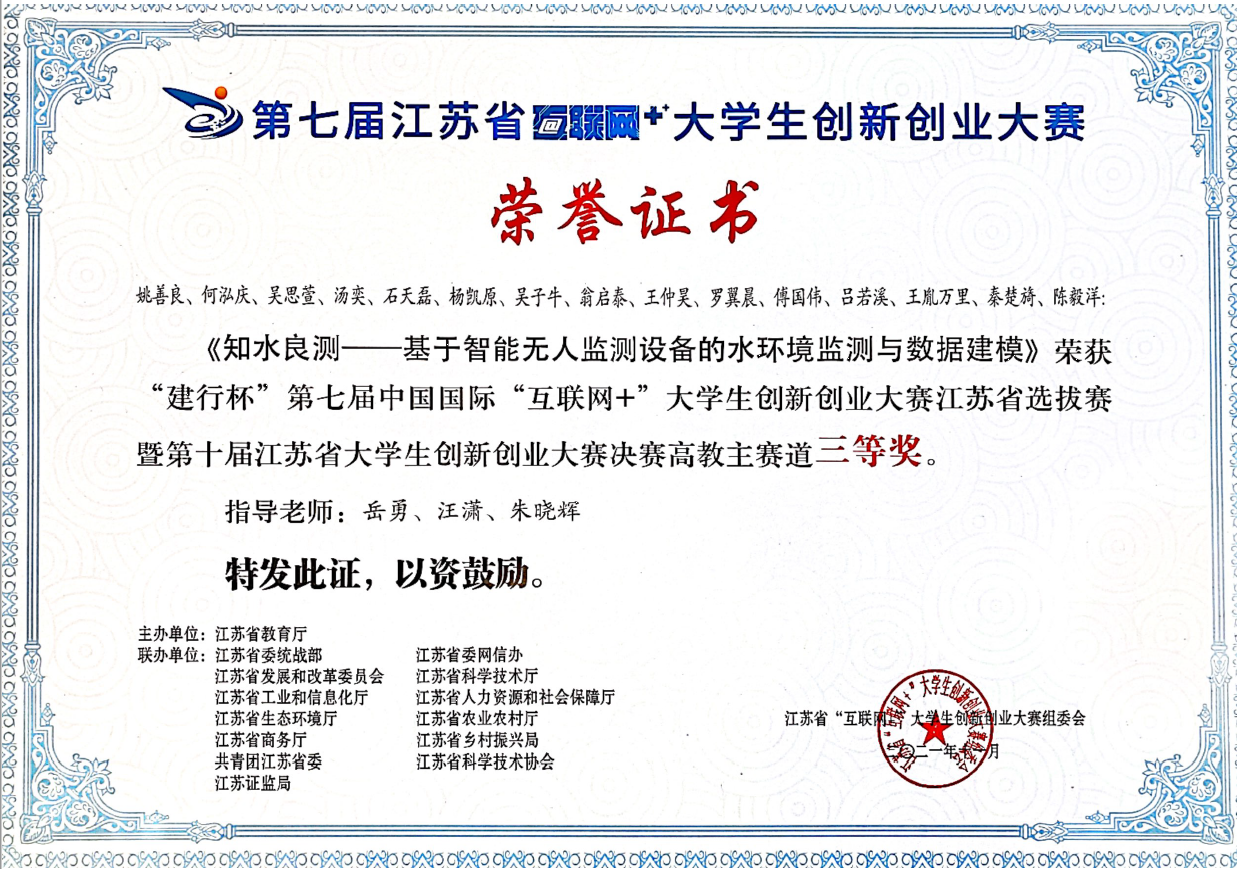 第七届江苏省互联网+大学生创新创业大赛
荣誉证书
姚善良、何泓庆、吴思萱、汤奕、石天磊、杨凯原、吴子牛、翁启泰、王仲昊、罗翼晨、傅国伟、吕若溪、王胤万里、秦楚旖、陈毅洋:
《知水良测——基于智能无人监测设备的水环境监测与数据建模》荣获
“建行杯”第七届中国国际“互联网+”大学生创新创业大赛江苏省选拔赛
暨第十届江苏省大学生创新创业大赛决赛高教主赛道三等奖。
指导老师：岳勇、汪潇、朱晓辉
特发此证，以资鼓励。
主办单位：江苏省教育厅
联办单位：江苏省委统战部 江苏省委网信办
江苏省发展和改革委员会 江苏省科学技术厅
江苏省工业和信息化厅 江苏省人力资源和社会保障厅
江苏省生态环境厅 江苏省农业农村厅
江苏省商务厅 江苏省乡村振兴局
共青团江苏省委 江苏省科学技术协会
江苏证监局
江苏省“互联网+”大学生创新创业大赛组委会
二〇二一年 月
江苏省“互联网+”大学生创新创业大赛组委会